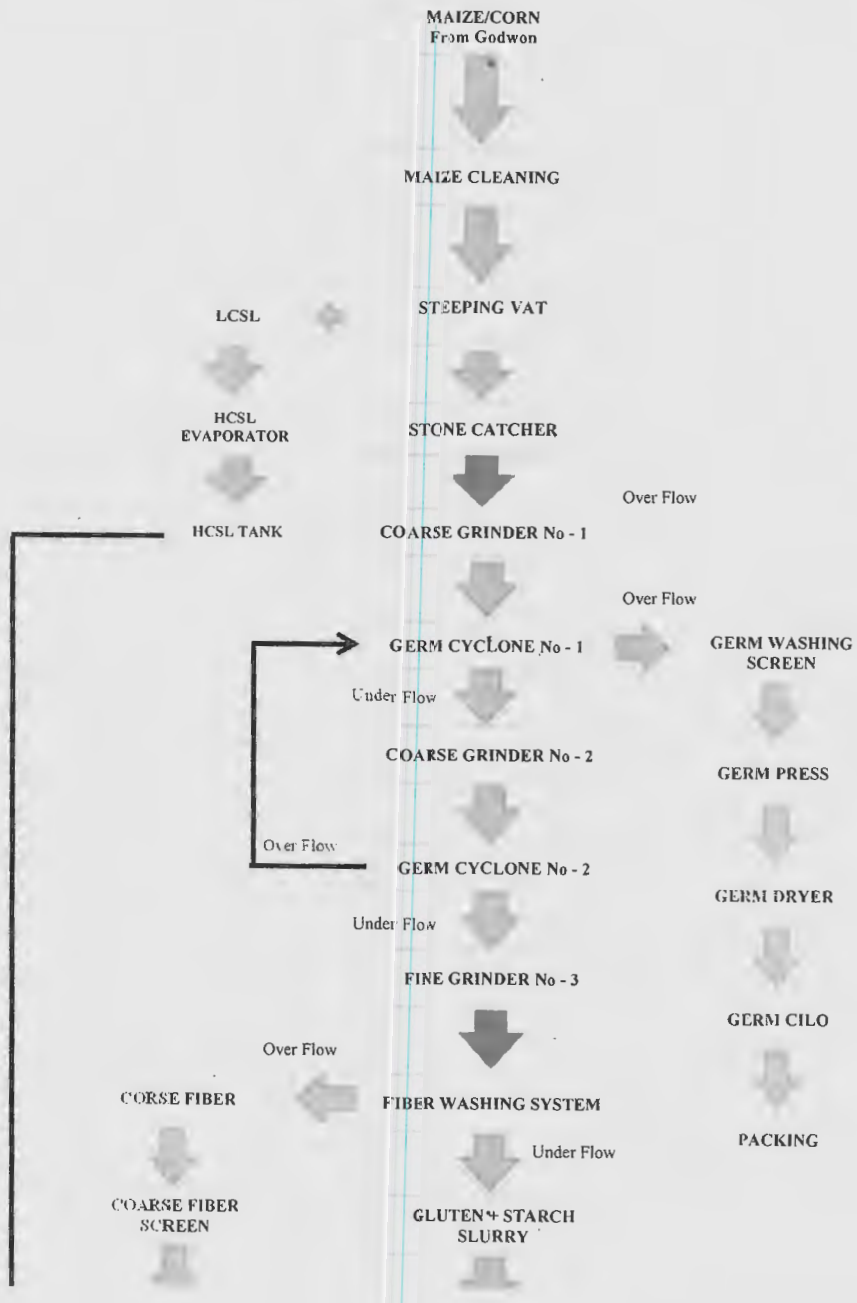 MAIZE/CORN
From Godwon
MAIZE CLEANING
LCSL
STEEPING VAT
HCSL
EVAPORATOR
STONE CATCHER
Over Flow
HCSL TANK
COARSE GRINDER No - 1
Over Flow
GERM CYCLONE No - 1
GERM WASHING
SCREEN
Under Flow
COARSE GRINDER No - 2
GERM PRESS
Over Flow
GERM CYCLONE No - 2
GERM DRYER
Under Flow
FINE GRINDER No - 3
GERM CILO
Over Flow
CORSE FIBER
FIBER WASHING SYSTEM
PACKING
Under Flow
COARSE FIBER
SCREEN
GLUTEN + STARCH
SLURRY